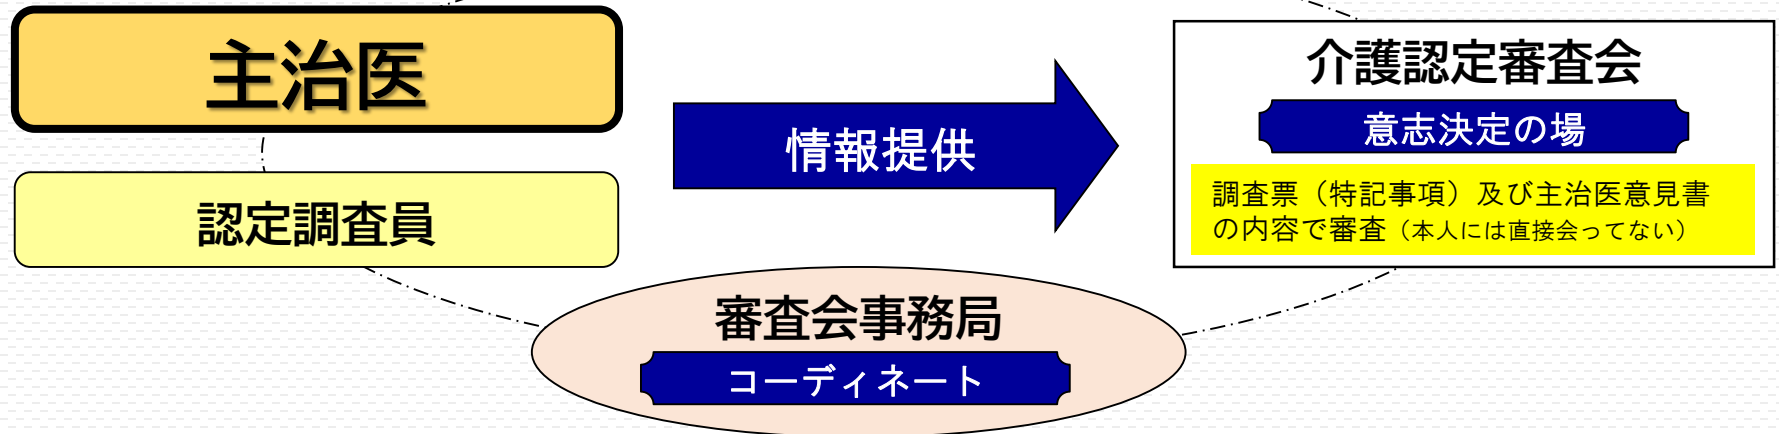 主治医
認定調査員
情報提供
介護認定審査会
意志決定の場
調査票（特記事項）及び主治医意見書
の内容で審査（本人には直接会ってない）
審査会事務局
コーディネート